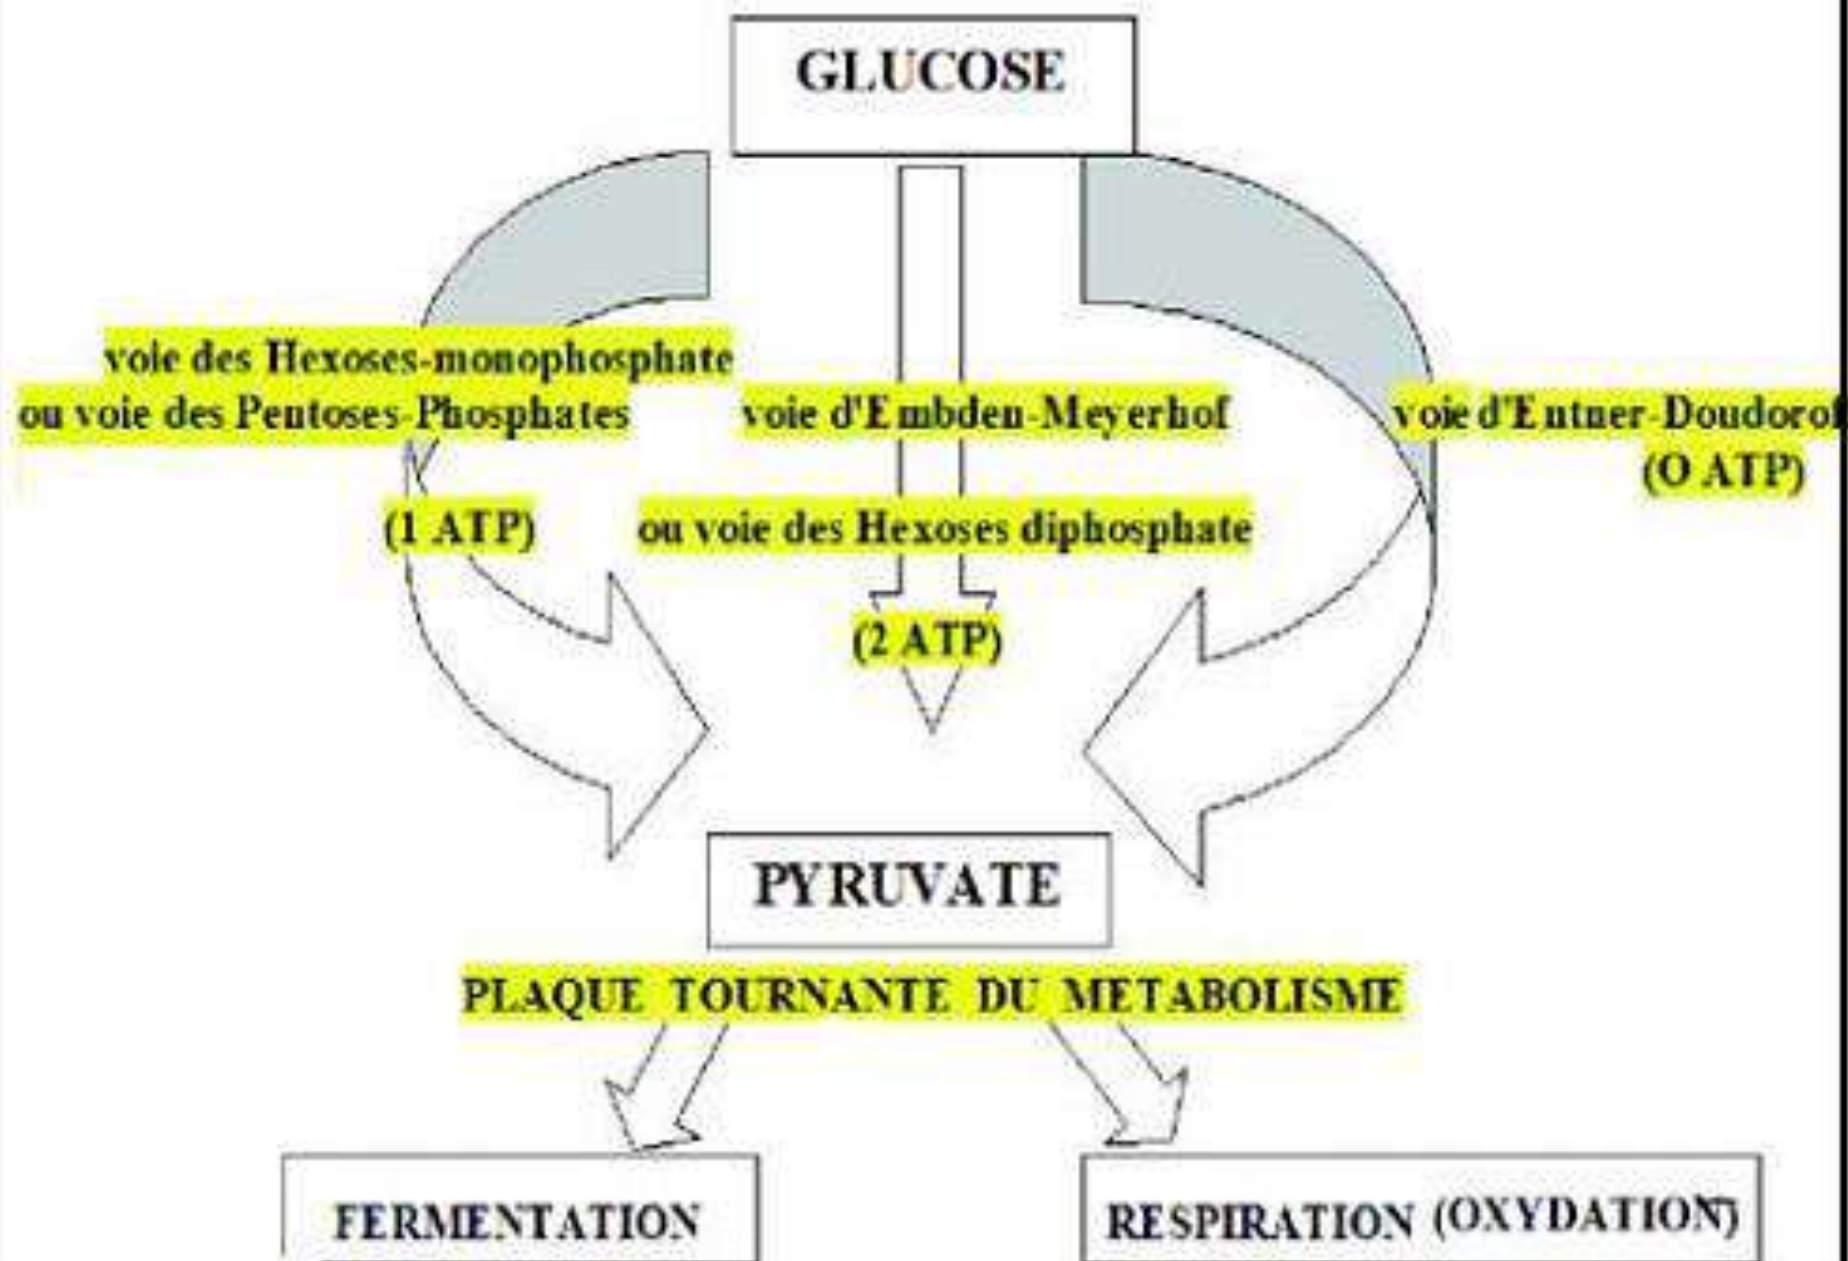 GLUCOSE
voie des Hexoses-monophosphate
ou voie des Pentoses-Phosphates
(1 ATP)
voie d'Embden-Meyerhof
ou voie des Hexoses diphosphate
(2 ATP)
voie d'Entner-Doudorof
(O ATP)
PYRUVATE
PLAQUE TOURNANTE DU METABOLISME
FERMENTATION
RESPIRATION (OXYDATION)